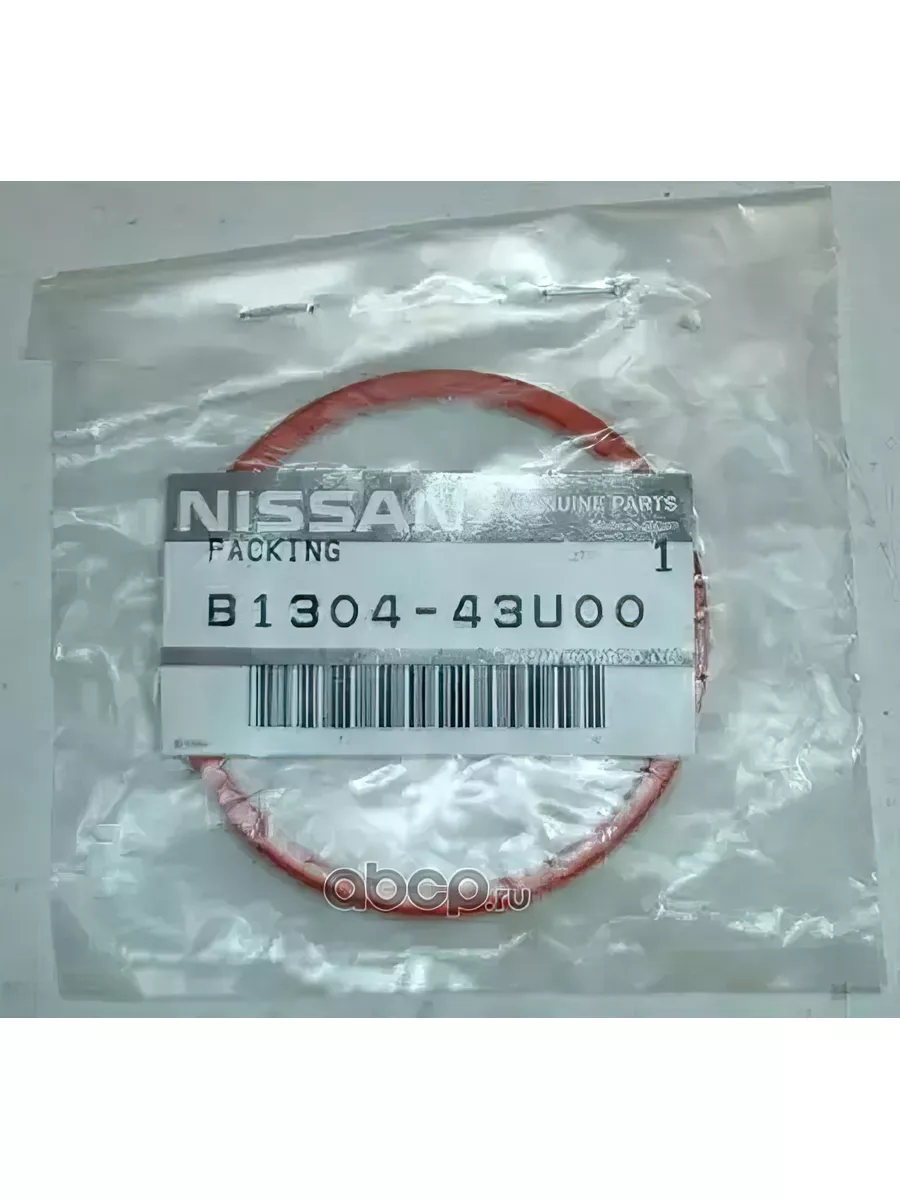 NISSAN GENUINE PARTS
PACKING 1
B1304-43U00
abcp.ru